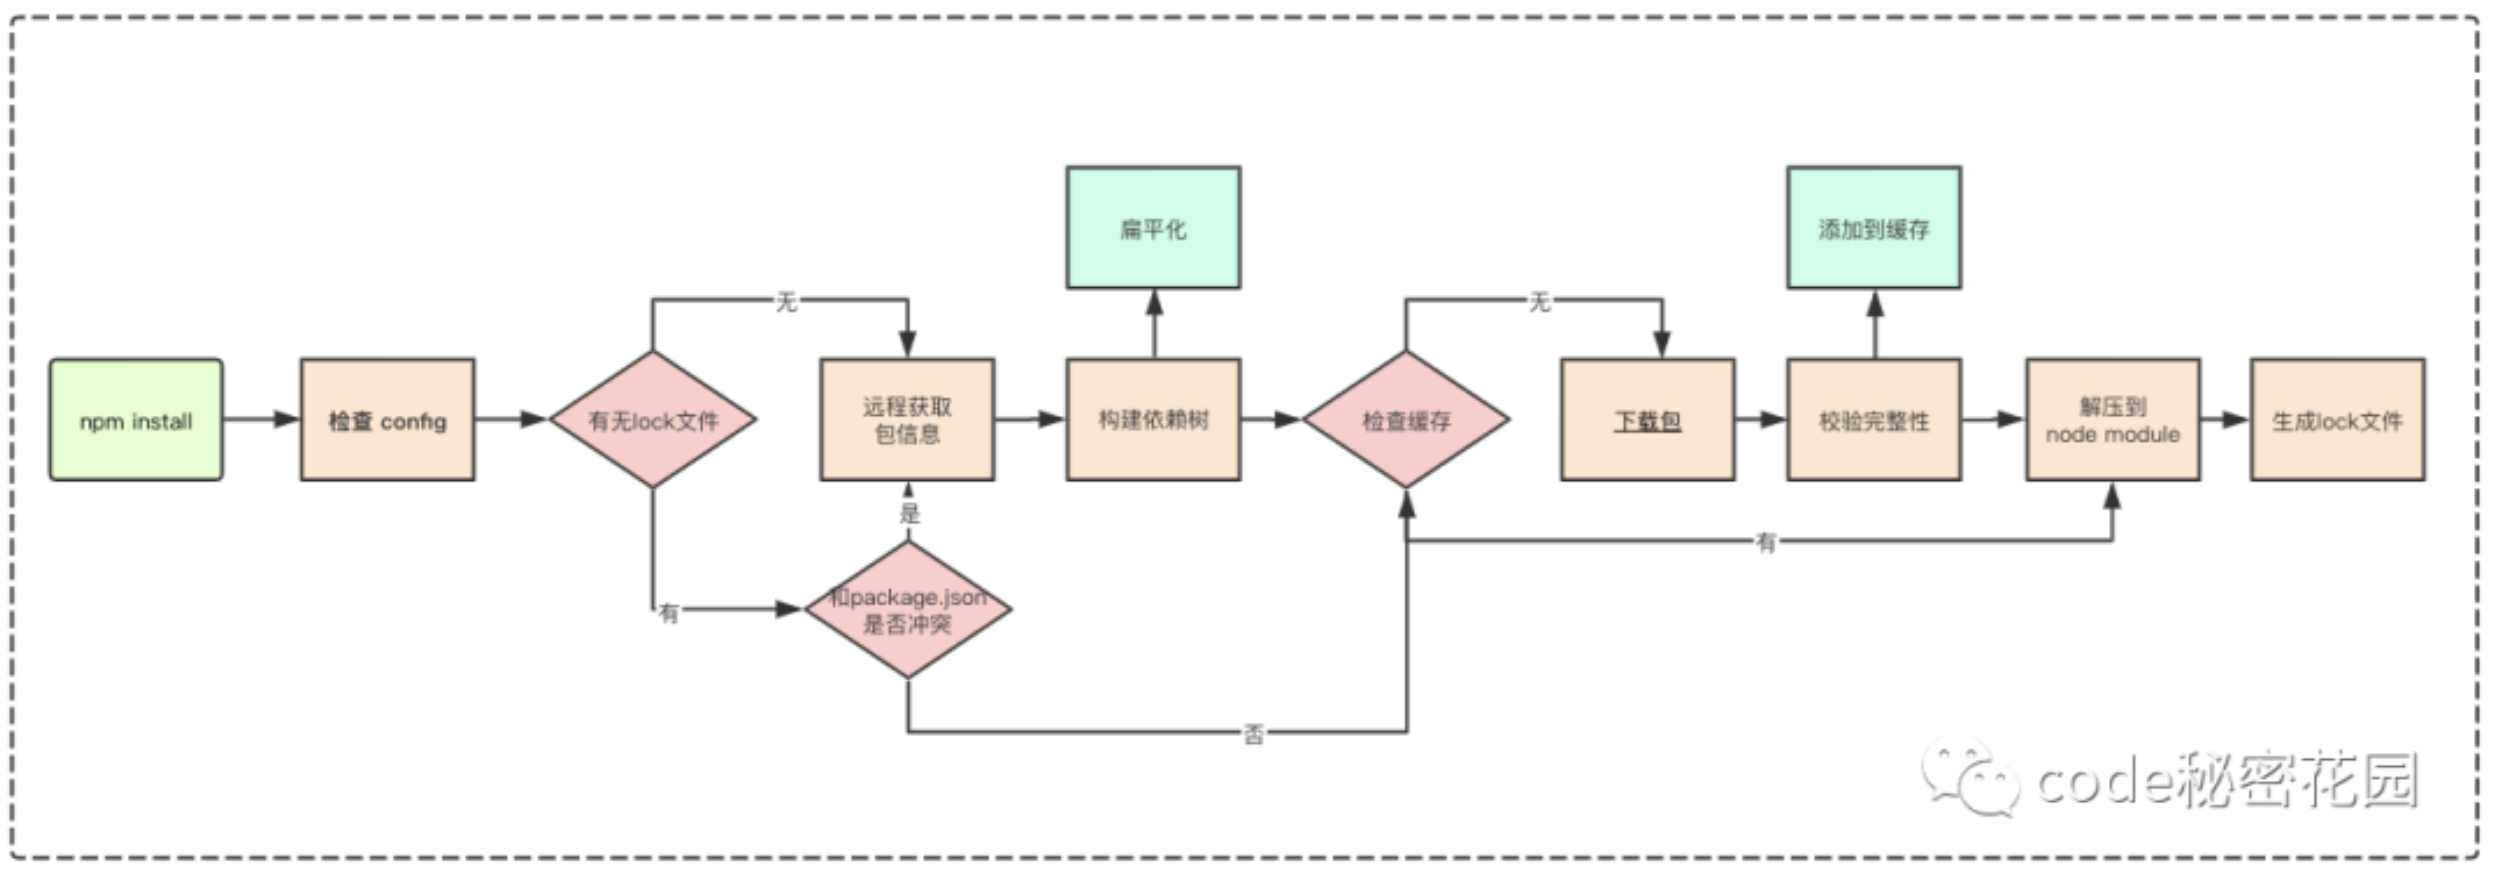 扁平化
添加到缓存
无
无
npm install
检查 config
有无lock文件
远程获取
包信息
构建依赖树
检查缓存
下载包
校验完整性
解压到
node module
生成lock文件
是
有
有
和package.json
是否冲突
否
code秘密花园